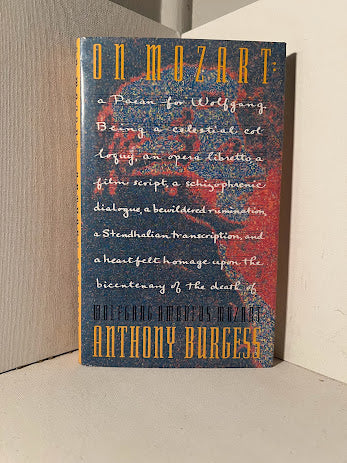 ON MOZART:
a Paean for Wolfgang
Being a celestial col-
loquy, an opera libretto, a
film script, a schizophrenic
dialogue, a bewildered rumination,
a Stendhalian transcription, and
a heartfelt homage upon the
bicentenary of the death of
WOLFGANG AMADEUS MOZART
ANTHONY BURGESS